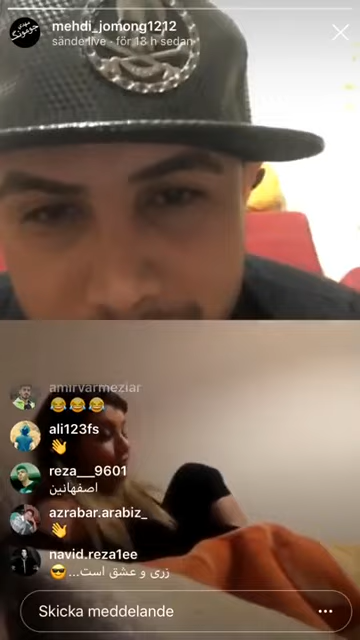 mehdi_jomong1212
sände live · för 18 h sedan
amirvarmeziar
😂😂😂
ali123fs
👋
reza___9601
اصفهانین
azrabar.arabiz_
👋
navid.reza1ee
زری و عشق است...😎
Skicka meddelande